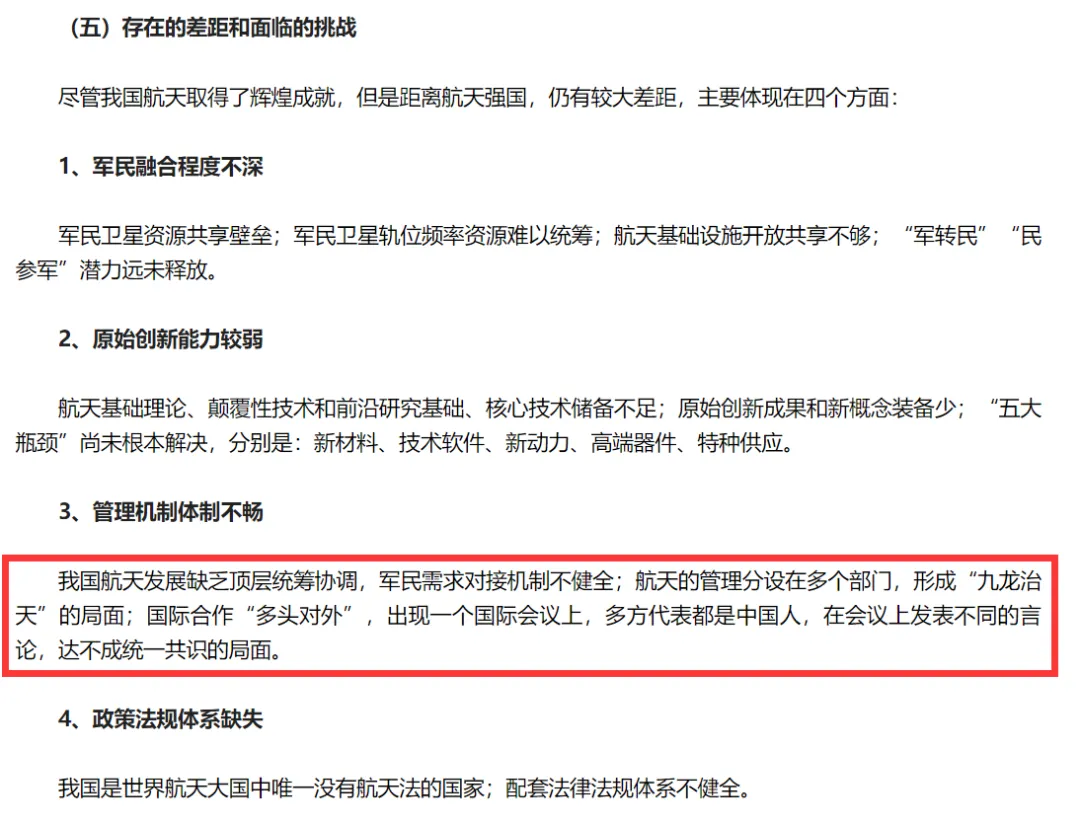 （五）存在的差距和面临的挑战
尽管我国航天取得了辉煌成就，但是距离航天强国，仍有较大差距，主要体现在四个方面：
1、军民融合程度不深
军民卫星资源共享壁垒；军民卫星轨位频率资源难以统筹；航天基础设施开放共享不够；“军转民”“民
参军”潜力远未释放。
2、原始创新能力较弱
航天基础理论、颠覆性技术和前沿研究基础、核心技术储备不足；原始创新成果和新概念装备少；“五大
瓶颈”尚未根本解决，分别是：新材料、技术软件、新动力、高端器件、特种供应。
3、管理机制体制不畅
我国航天发展缺乏顶层统筹协调，军民需求对接机制不健全；航天的管理分设在多个部门，形成“九龙治
天”的局面；国际合作“多头对外”，出现一个国际会议上，多方代表都是中国人，在会议上发表不同的言
论，达不成统一共识的局面。
4、政策法规体系缺失
我国是世界航天大国中唯一没有航天法的国家；配套法律法规体系不健全。